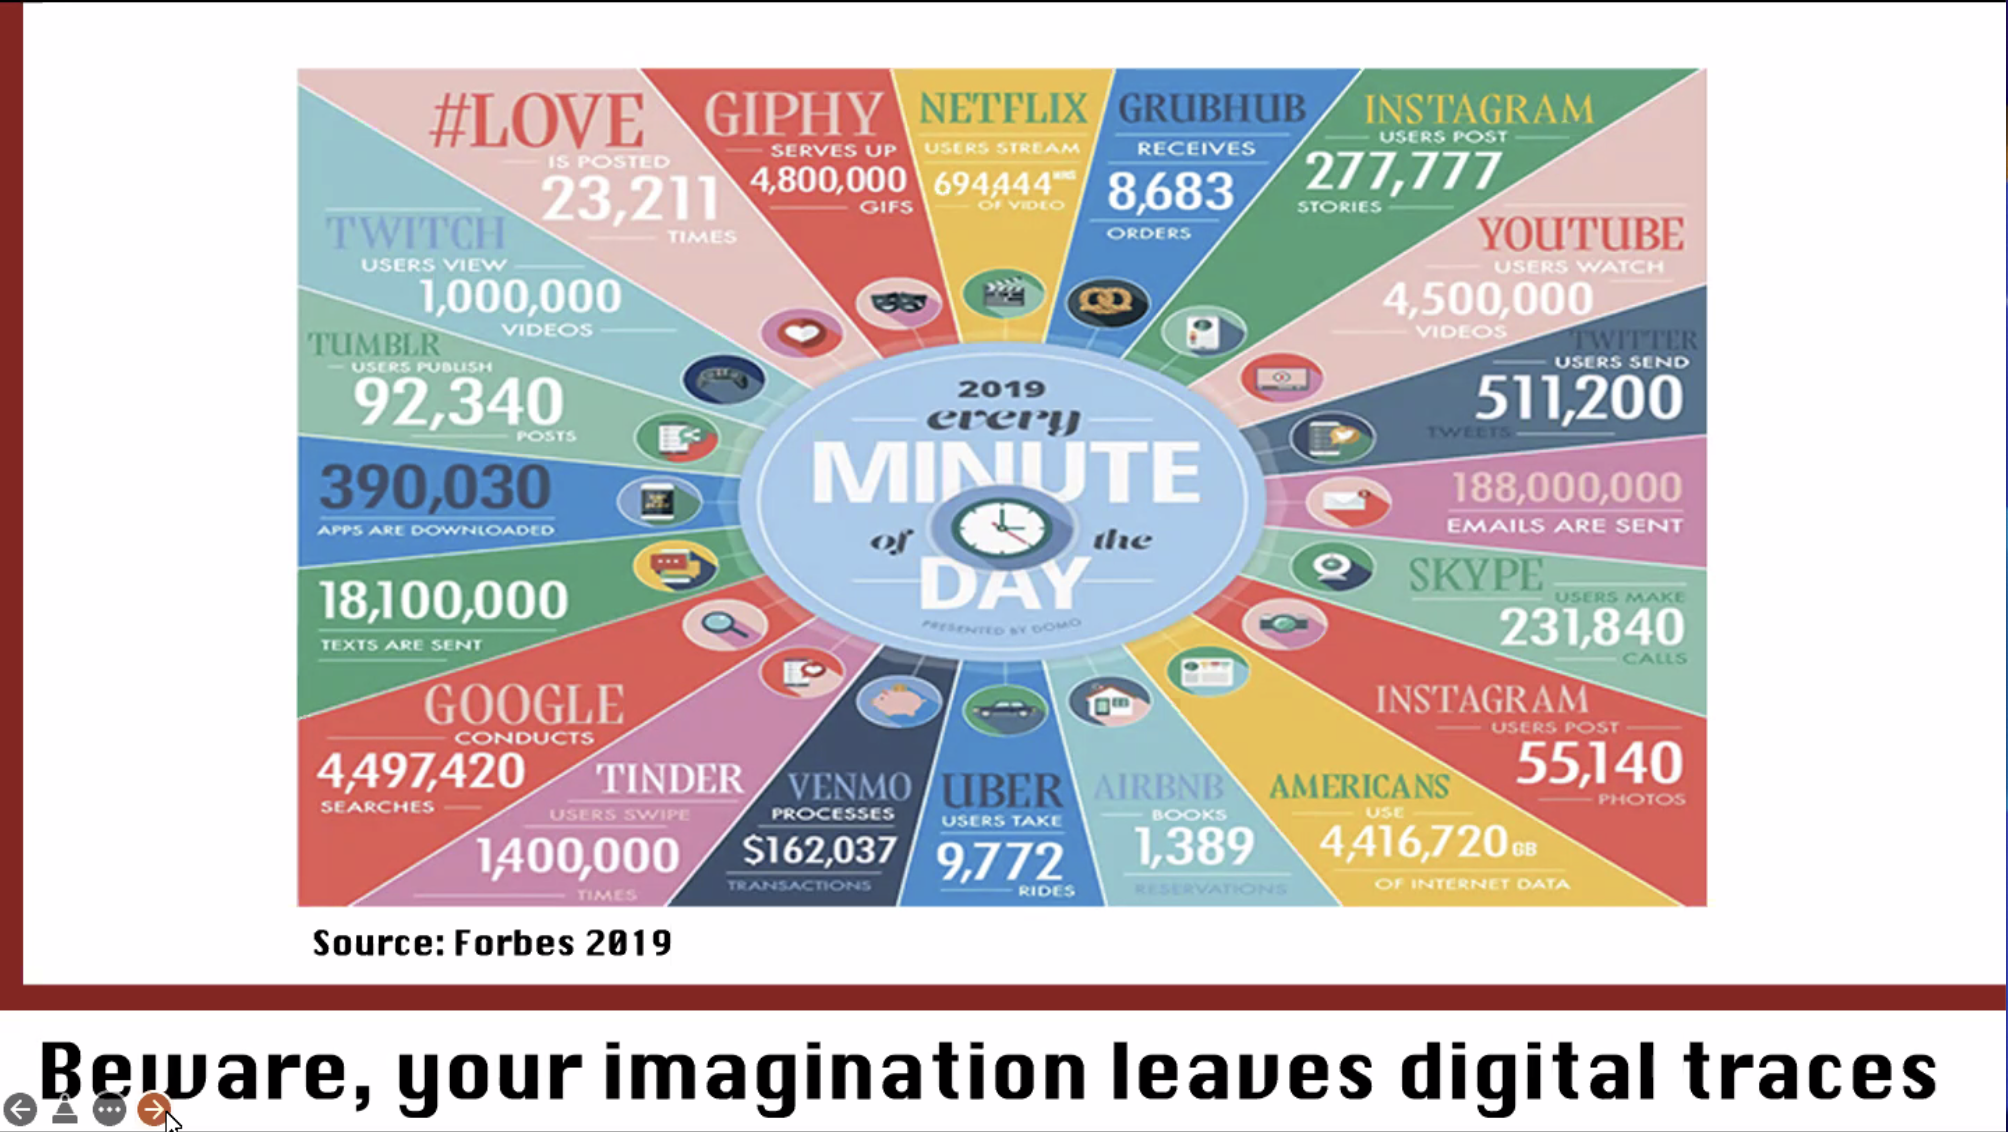 #LOVE
IS POSTED
23,211
TIMES
GIPHY
SERVES UP
4,800,000
GIFS
NETFLIX
USERS STREAM
694,444 HRS
OF VIDEO
GRUBHUB
RECEIVES
8,683
ORDERS
INSTAGRAM
USERS POST
277,777
STORIES
YOUTUBE
USERS WATCH
4,500,000
VIDEOS
TWITTER
USERS SEND
511,200
TWEETS
188,000,000
EMAILS ARE SENT
SKYPE
USERS MAKE
231,840
CALLS
INSTAGRAM
USERS POST
55,140
PHOTOS
AMERICANS
USE
4,416,720 GB
OF INTERNET DATA
AIRBNB
BOOKS
1,389
RESERVATIONS
UBER
USERS TAKE
9,772
RIDES
VENMO
PROCESSES
$162,037
TRANSACTIONS
TINDER
USERS SWIPE
1,400,000
TIMES
GOOGLE
CONDUCTS
4,497,420
SEARCHES
18,100,000
TEXTS ARE SENT
390,030
APPS ARE DOWNLOADED
TUMBLR
USERS PUBLISH
92,340
POSTS
TWITCH
USERS VIEW
1,000,000
VIDEOS
2019
every
MINUTE
of the
DAY
PRESENTED BY DOMO
Source: Forbes 2019
Beware, your imagination leaves digital traces